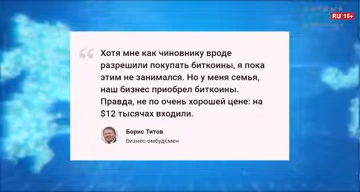 RU 16+
Хотя мне как чиновнику вроде
разрешили покупать биткоины, я пока
этим не занимался. Но у меня семья,
наш бизнес приобрел биткоины.
Правда, не по очень хорошей цене: на
$12 тысячах входили.
Борис Титов
бизнес-омбудсмен